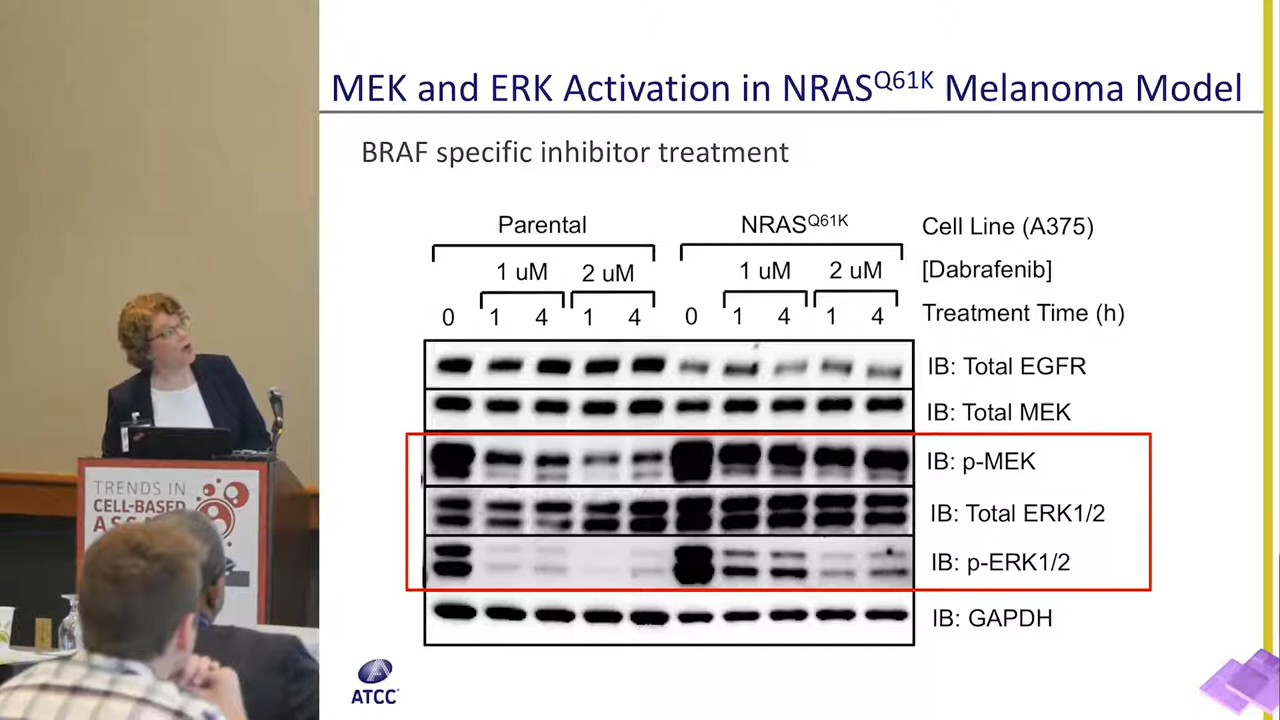 MEK and ERK Activation in NRASQ61K Melanoma Model
BRAF specific inhibitor treatment
Parental NRASQ61K Cell Line (A375)
1 uM 2 uM 1 uM 2 uM [Dabrafenib]
0 1 4 1 4 0 1 4 1 4 Treatment Time (h)
IB: Total EGFR
IB: Total MEK
IB: p-MEK
IB: Total ERK1/2
IB: p-ERK1/2
IB: GAPDH
ATCC
TRENDS IN
CELL-BASED